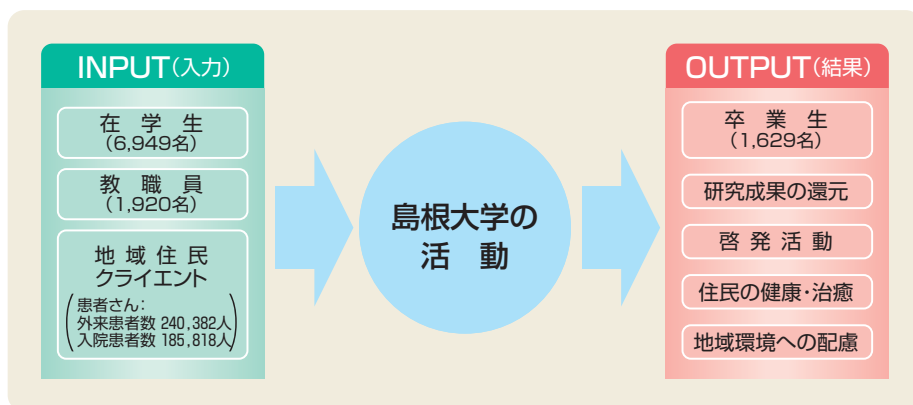 INPUT(入力)
在学生
(6,949名)
教職員
(1,920名)
地域住民
クライエント
(患者さん:
外来患者数 240,382人
入院患者数 185,818人)
島根大学の
活動
OUTPUT(結果)
卒業生
(1,629名)
研究成果の還元
啓発活動
住民の健康・治癒
地域環境への配慮